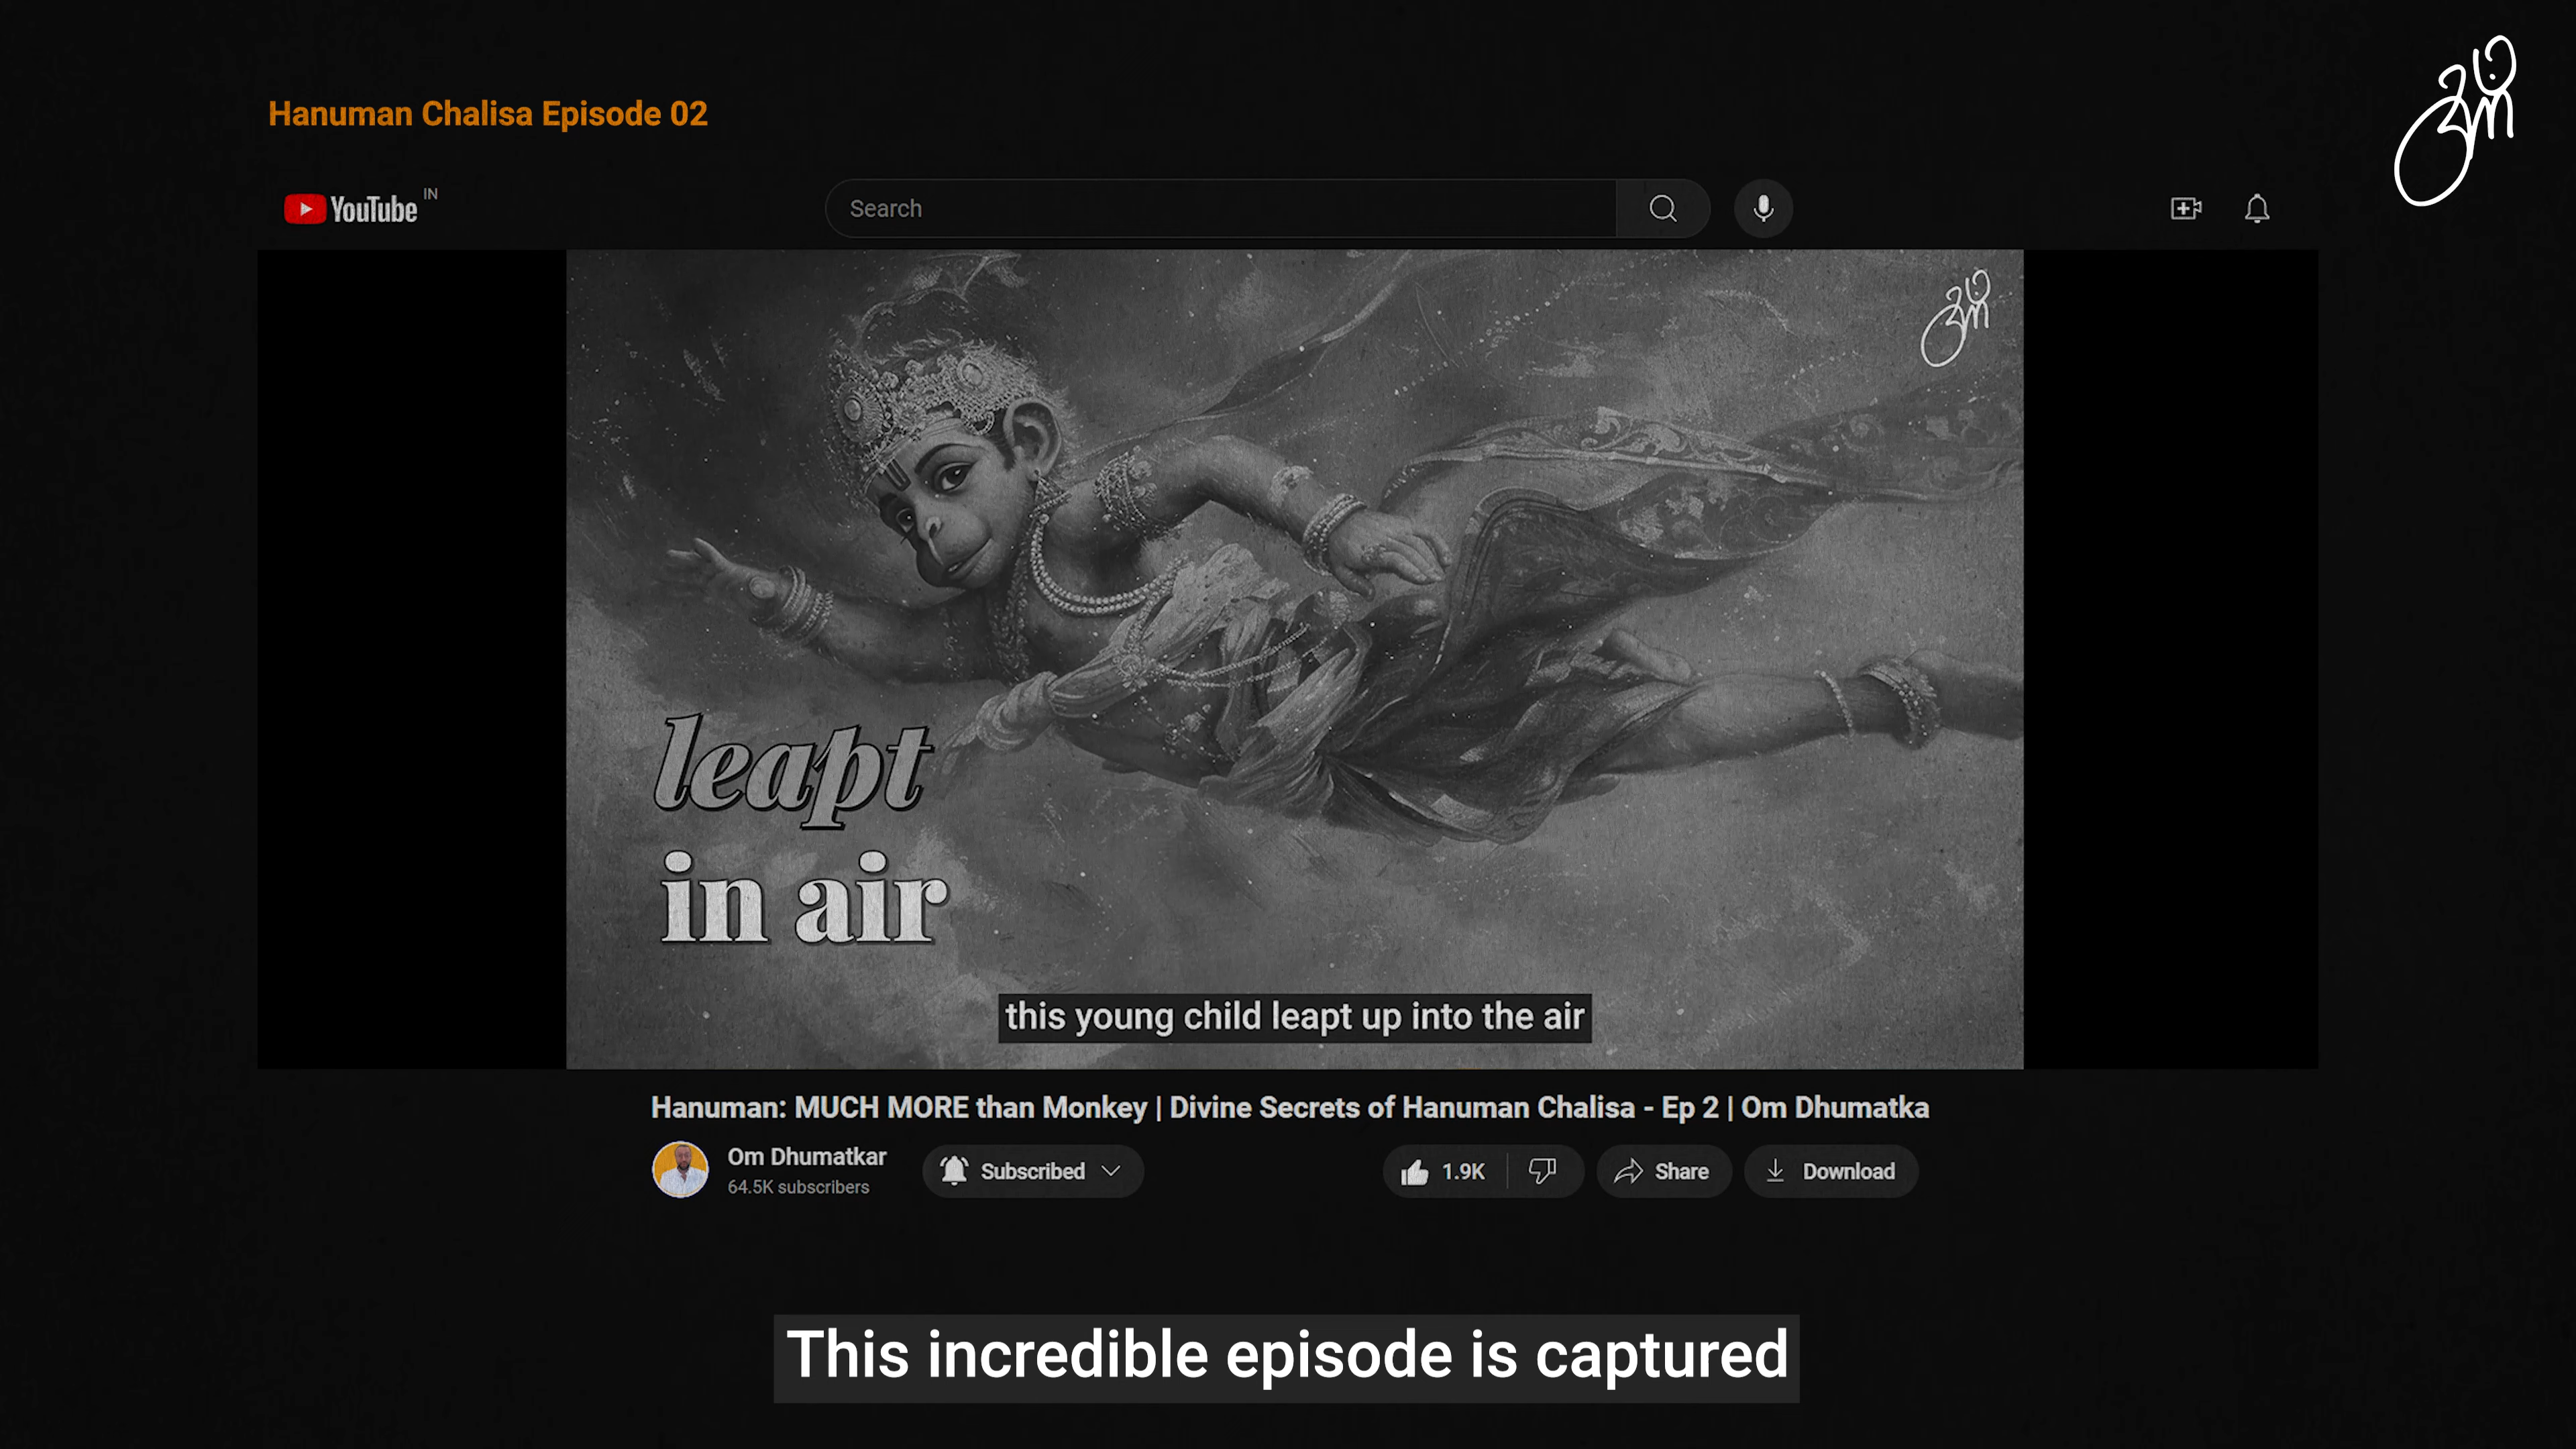 Hanuman Chalisa Episode 02
YouTube IN
Search
leapt
in air
this young child leapt up into the air
Hanuman: MUCH MORE than Monkey | Divine Secrets of Hanuman Chalisa - Ep 2 | Om Dhumatka
Om Dhumatkar
64.5K subscribers
Subscribed
1.9K
Share
Download
This incredible episode is captured